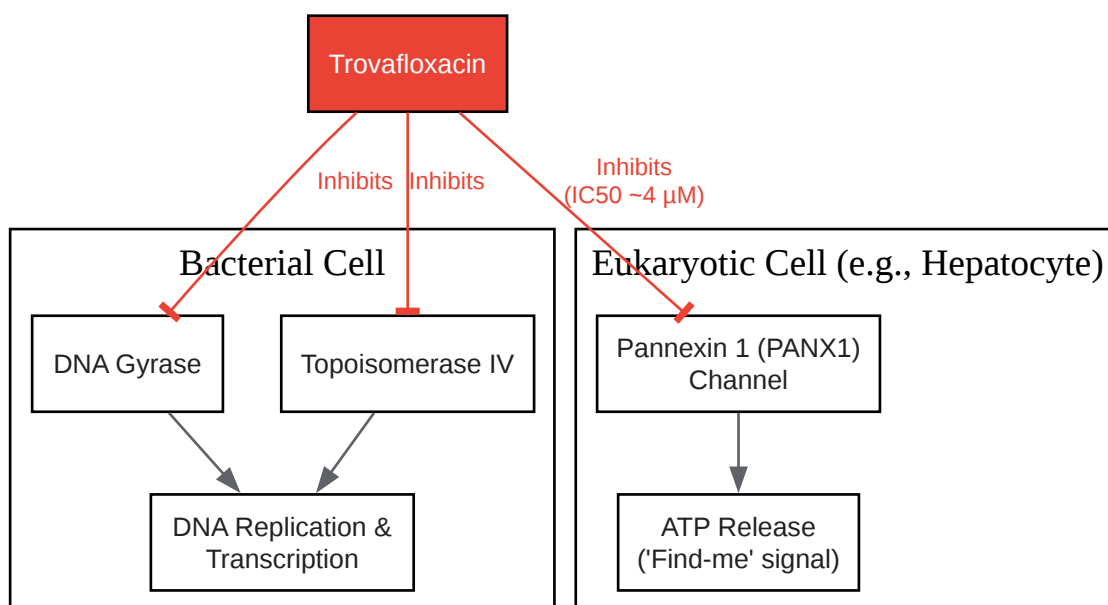 Trovafloxacin
Inhibits
Inhibits
Inhibits
(IC50 ~4 µM)
Bacterial Cell
Eukaryotic Cell (e.g., Hepatocyte)
DNA Gyrase
Topoisomerase IV
Pannexin 1 (PANX1)
Channel
DNA Replication &
Transcription
ATP Release
('Find-me' signal)